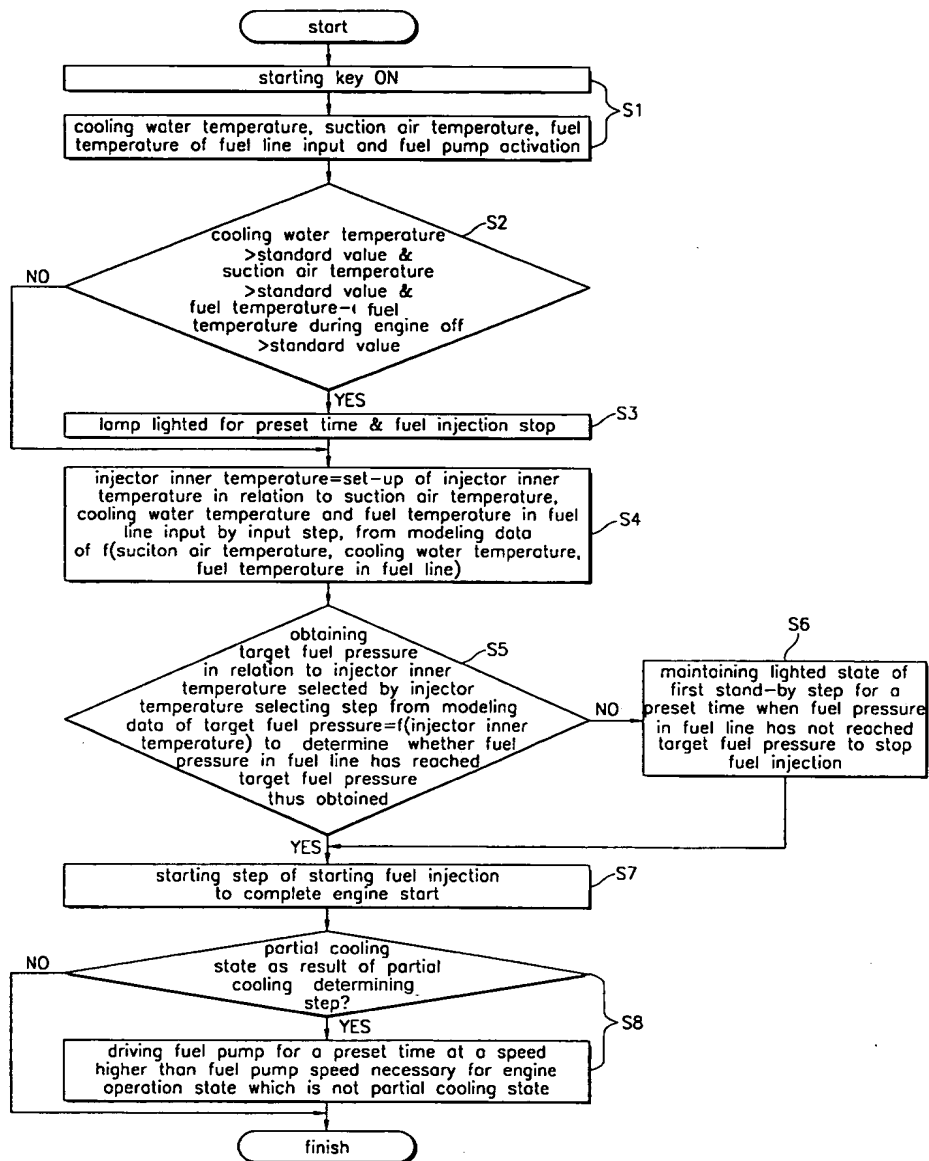 start
starting key ON
S1
cooling water temperature, suction air temperature, fuel
temperature of fuel line input and fuel pump activation
S2
cooling water temperature
>standard value &
suction air temperature
>standard value &
fuel temperature- fuel
temperature during engine off
>standard value
NO
YES
lamp lighted for preset time & fuel injection stop
S3
injector inner temperature=set-up of injector inner
temperature in relation to suction air temperature,
cooling water temperature and fuel temperature in fuel
line input by input step, from modeling data
of f(suciton air temperature, cooling water temperature,
fuel temperature in fuel line)
S4
obtaining
target fuel pressure
in relation to injector inner
temperature selected by injector
temperature selecting step from modeling
data of target fuel pressure=f(injector inner
temperature) to determine whether fuel
pressure in fuel line has reached
target fuel pressure
thus obtained
S5
NO
S6
maintaining lighted state of
first stand-by step for a
preset time when fuel pressure
in fuel line has not reached
target fuel pressure to stop
fuel injection
YES
starting step of starting fuel injection
to complete engine start
S7
partial cooling
state as result of partial
cooling determining
step?
NO
YES
S8
driving fuel pump for a preset time at a speed
higher than fuel pump speed necessary for engine
operation state which is not partial cooling state
finish